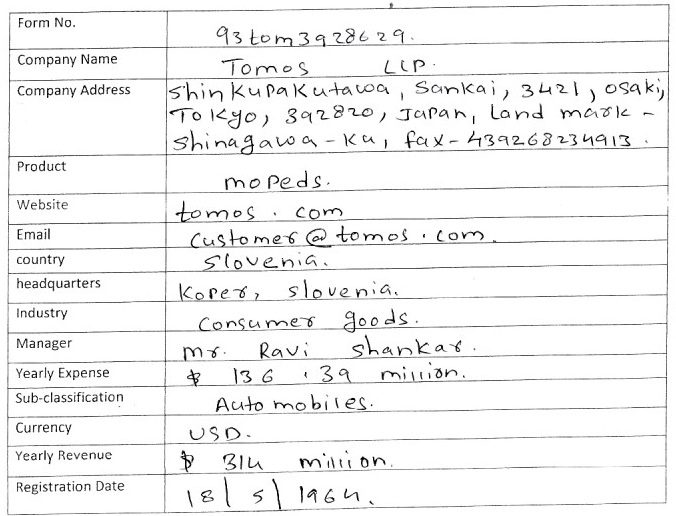 Form No. 93tom3928629.
Company Name Tomos LLP.
Company Address Shinkupakutawa, Sankai, 3421, Osaki,
Tokyo, 392820, Japan, Land mark -
Shinagawa - Ku, fax - 439268234913.
Product mopeds.
Website tomos.com
Email Customer@tomos.com.
country Slovenia.
headquarters Koper, Slovenia.
Industry Consumer goods.
Manager Mr. Ravi Shankar.
Yearly Expense $ 136.39 million.
Sub-classification Automobiles.
Currency USD.
Yearly Revenue $ 314 million.
Registration Date 18/5/1964.